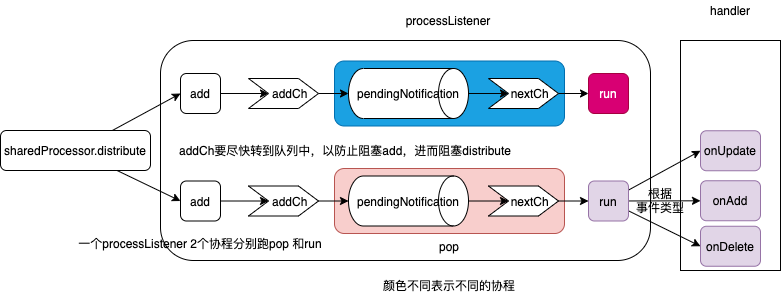 processListener
handler
add
addCh
pendingNotification
nextCh
run
sharedProcessor.distribute
addCh要尽快转到队列中，以防止阻塞add，进而阻塞distribute
onUpdate
add
addCh
pendingNotification
nextCh
run
根据
事件类型
onAdd
一个processListener 2个协程分别跑pop 和run
pop
onDelete
颜色不同表示不同的协程